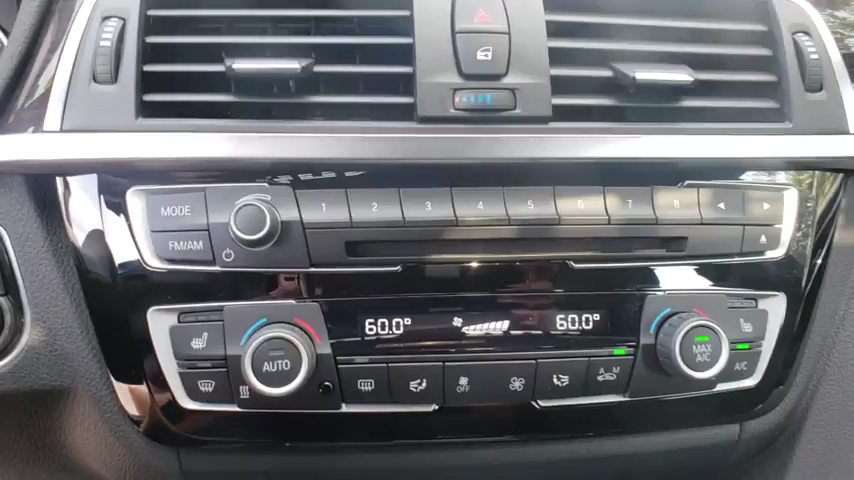 MODE
1 2 3 4 5 6 7 8
FM/AM
60.0°
60.0°
AUTO
MAX
A/C
A/C
OFF
A M